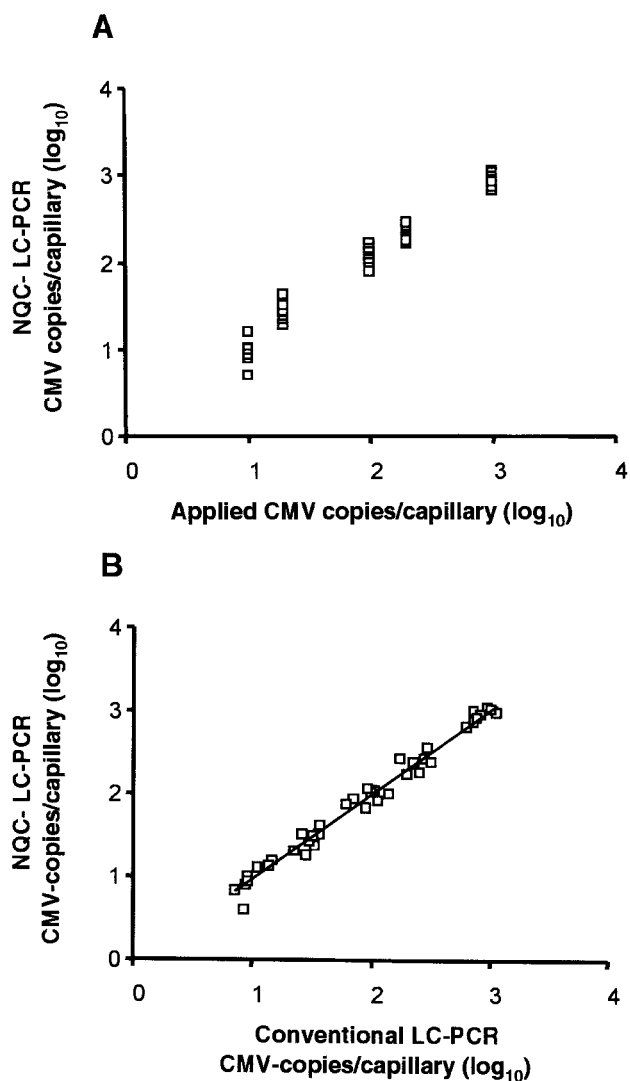 A
NQC- LC-PCR
CMV copies/capillary (log10)
4
3
2
1
0
0 1 2 3 4
Applied CMV copies/capillary (log10)
B
NQC- LC-PCR
CMV-copies/capillary (log10)
4
3
2
1
0
0 1 2 3 4
Conventional LC-PCR
CMV-copies/capillary (log10)